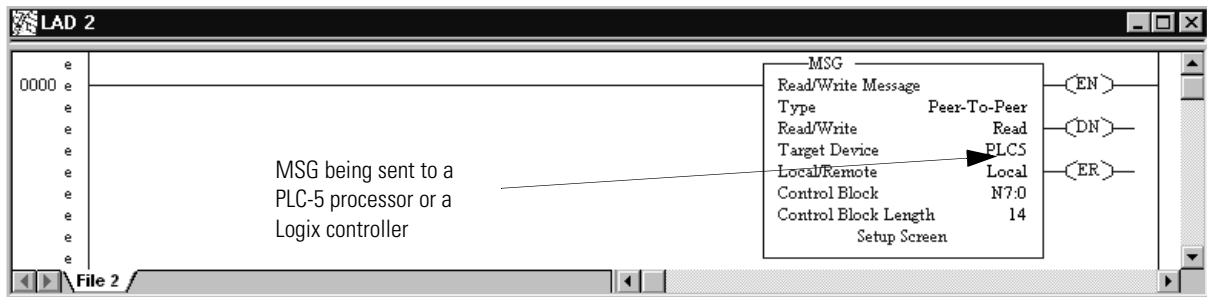 LAD 2
e
0000 e
e
e
e
e
e
e
e
e
MSG
Read/Write Message
Type Peer-To-Peer
Read/Write Read
Target Device PLC5
Local/Remote Local
Control Block N7:0
Control Block Length 14
Setup Screen
EN
DN
ER
MSG being sent to a
PLC-5 processor or a
Logix controller
File 2